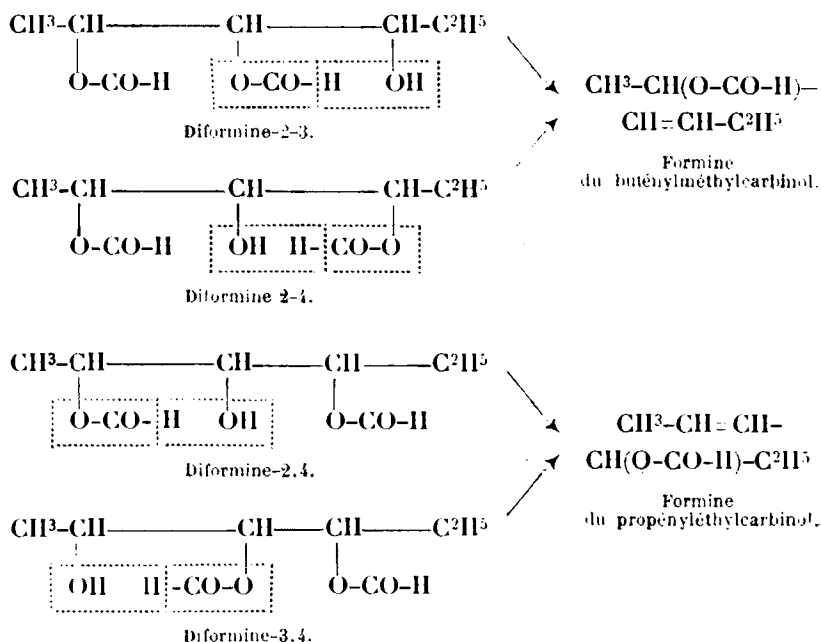 CH³-CH——CH——CH-C²H⁵
O-CO-H O-CO-H OH
Diformine-2-3.
CH³-CH——CH——CH-C²H⁵
O-CO-H OH H-CO-O
Diformine 2-4.
CH³-CH(O-CO-H)-
CH=CH-C²H⁵
Formine
du buténylméthylcarbinol.
CH³-CH——CH——CH——C²H⁵
O-CO-H OH O-CO-H
Diformine-2,4.
CH³-CH——CH——CH——C²H⁵
OH H-CO-O O-CO-H
Diformine-3,4.
CH³-CH=CH-
CH(O-CO-H)-C²H⁵
Formine
du propényléthylcarbinol.